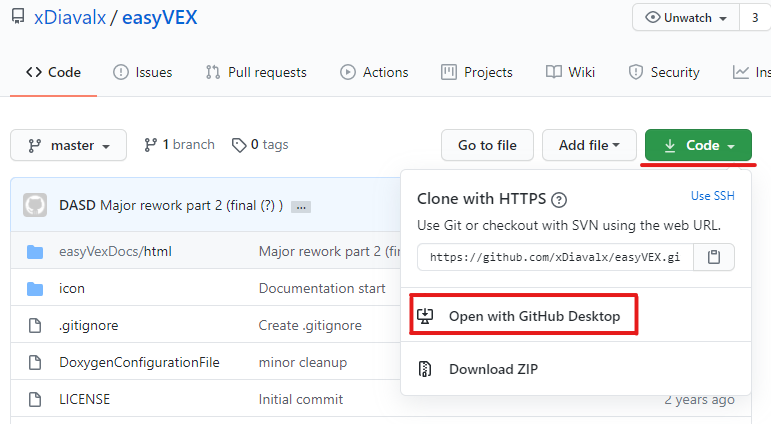 xDiavalx / easyVEX
Unwatch 3
Code Issues Pull requests Actions Projects Wiki Security Ins
master 1 branch 0 tags Go to file Add file Code
DASD Major rework part 2 (final (?) ) ...
easyVexDocs/html Major rework part 2 (fin
icon Documentation start
.gitignore Create .gitignore
DoxygenConfigurationFile minor cleanup
LICENSE Initial commit 2 years ago
Clone with HTTPS ? Use SSH
Use Git or checkout with SVN using the web URL.
https://github.com/xDiavalx/easyVEX.gi
Open with GitHub Desktop
Download ZIP